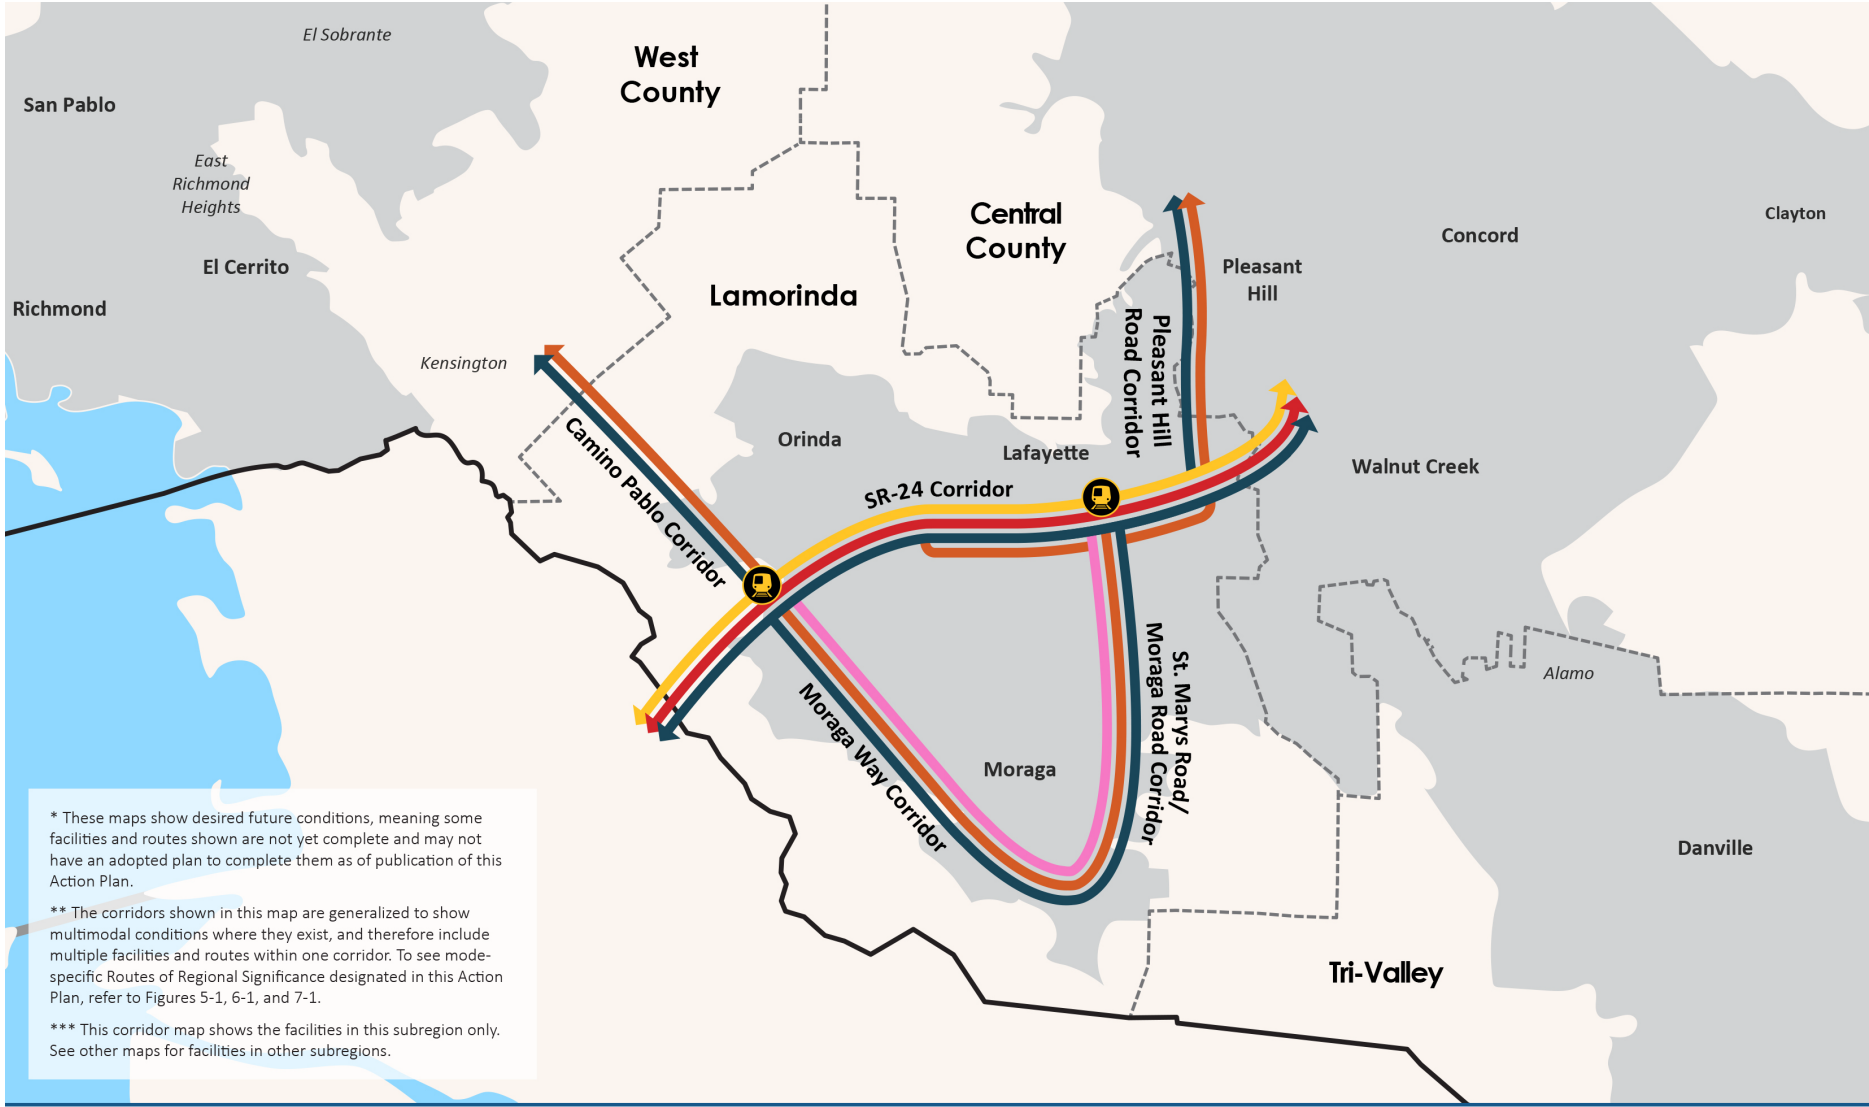 El Sobrante
West
County
San Pablo
East
Richmond
Heights
Central
County
Clayton
Concord
El Cerrito
Pleasant
Hill
Lamorinda
Richmond
Kensington
Pleasant Hill
Road Corridor
Orinda
Lafayette
Walnut Creek
SR-24 Corridor
Camino Pablo Corridor
St. Marys Road/
Moraga Road Corridor
Alamo
Moraga Way Corridor
Moraga
Danville
Tri-Valley
* These maps show desired future conditions, meaning some
facilities and routes shown are not yet complete and may not
have an adopted plan to complete them as of publication of this
Action Plan.
** The corridors shown in this map are generalized to show
multimodal conditions where they exist, and therefore include
multiple facilities and routes within one corridor. To see mode-
specific Routes of Regional Significance designated in this Action
Plan, refer to Figures 5-1, 6-1, and 7-1.
*** This corridor map shows the facilities in this subregion only.
See other maps for facilities in other subregions.